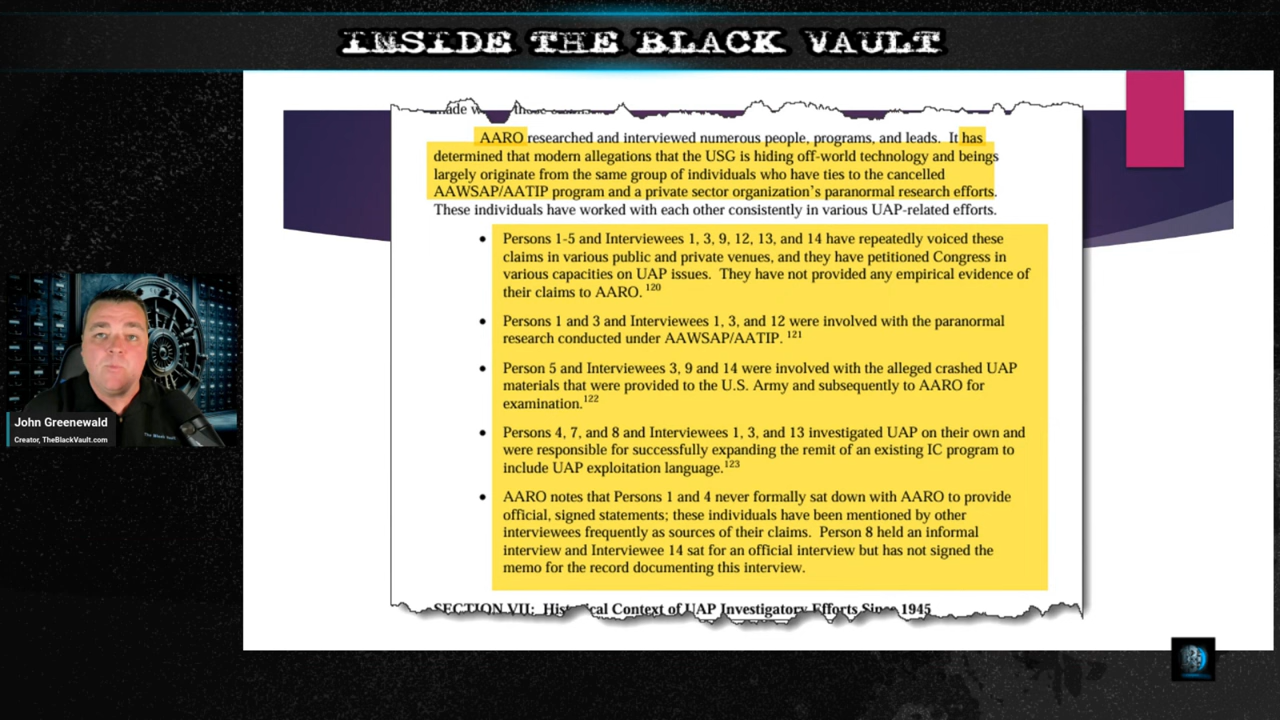 INSIDE THE BLACK VAULT
AARO researched and interviewed numerous people, programs, and leads. It has
determined that modern allegations that the USG is hiding off-world technology and beings
largely originate from the same group of individuals who have ties to the cancelled
AAWSAP/AATIP program and a private sector organization's paranormal research efforts.
These individuals have worked with each other consistently in various UAP-related efforts.
• Persons 1-5 and Interviewees 1, 3, 9, 12, 13, and 14 have repeatedly voiced these
claims in various public and private venues, and they have petitioned Congress in
various capacities on UAP issues. They have not provided any empirical evidence of
their claims to AARO. 120
• Persons 1 and 3 and Interviewees 1, 3, and 12 were involved with the paranormal
research conducted under AAWSAP/AATIP. 121
• Person 5 and Interviewees 3, 9 and 14 were involved with the alleged crashed UAP
materials that were provided to the U.S. Army and subsequently to AARO for
examination.122
• Persons 4, 7, and 8 and Interviewees 1, 3, and 13 investigated UAP on their own and
were responsible for successfully expanding the remit of an existing IC program to
include UAP exploitation language.123
• AARO notes that Persons 1 and 4 never formally sat down with AARO to provide
official, signed statements; these individuals have been mentioned by other
interviewees frequently as sources of their claims. Person 8 held an informal
interview and Interviewee 14 sat for an official interview but has not signed the
memo for the record documenting this interview.
SECTION VII: Historical Context of UAP Investigatory Efforts Since 1945
John Greenewald
Creator, TheBlackVault.com